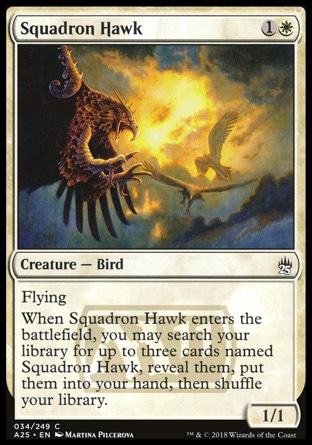 Squadron Hawk 1
25
Creature — Bird
Flying
When Squadron Hawk enters the
battlefield, you may search your
library for up to three cards named
Squadron Hawk, reveal them, put
them into your hand, then shuffle
your library.
1/1
034/249 C
A25 • EN Martina Pilcerova
™ & © 2018 Wizards of the Coast